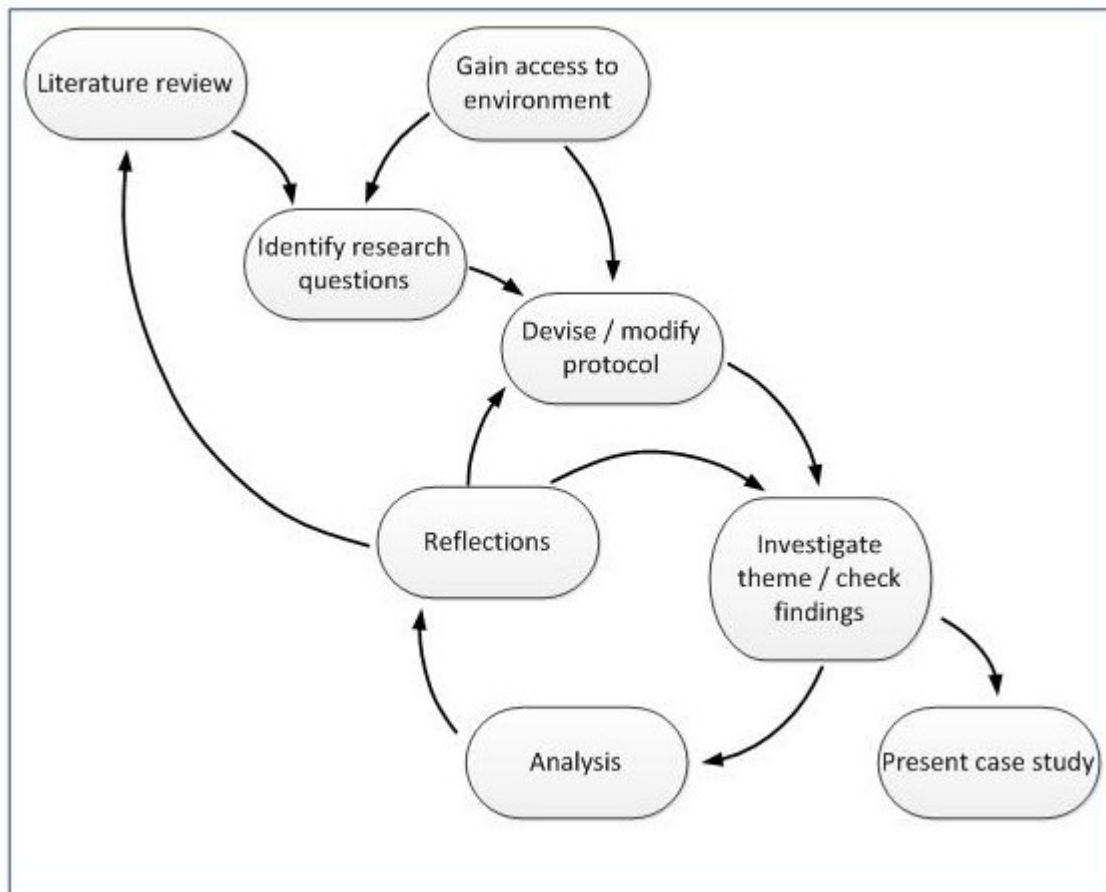 Literature review
Gain access to
environment
Identify research
questions
Devise / modify
protocol
Reflections
Investigate
theme / check
findings
Analysis
Present case study